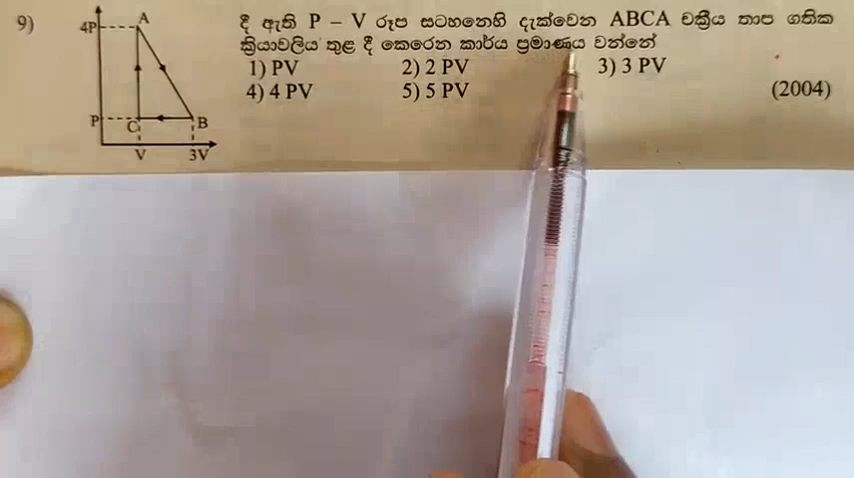 9)
4P
A
P
C
B
V
3V
දී ඇති P – V රූප සටහනෙහි දැක්වෙන ABCA චක්‍රීය තාප ගතික
ක්‍රියාවලිය තුළ දී කෙරෙන කාර්ය ප්‍රමාණය වන්නේ
1) PV 2) 2 PV 3) 3 PV
4) 4 PV 5) 5 PV (2004)